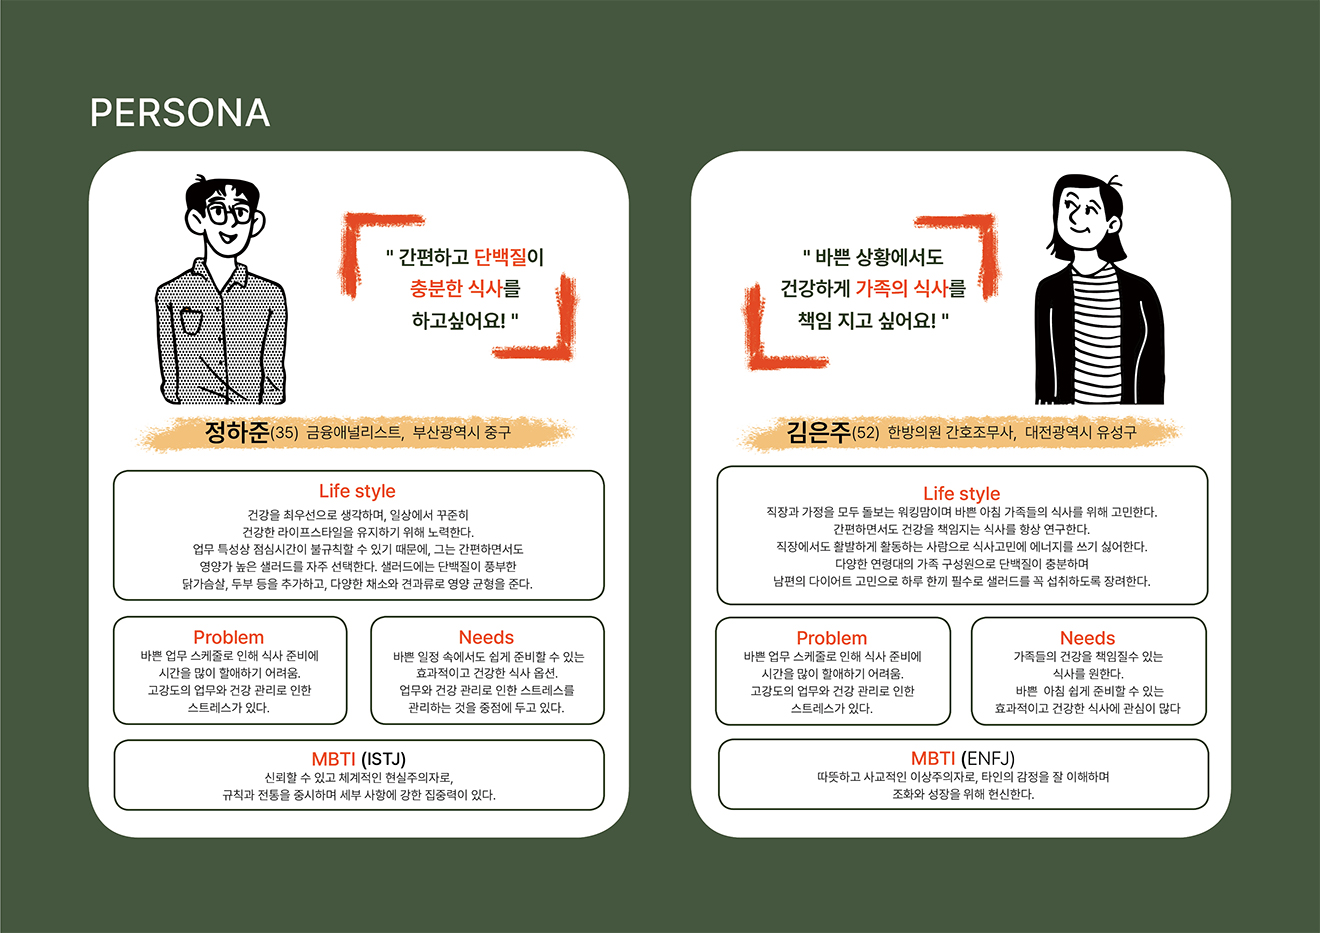 PERSONA
" 간편하고 단백질이
충분한 식사를
하고싶어요! "
정하준(35) 금융애널리스트, 부산광역시 중구
Life style
건강을 최우선으로 생각하며, 일상에서 꾸준히
건강한 라이프스타일을 유지하기 위해 노력한다.
업무 특성상 점심시간이 불규칙할 수 있기 때문에, 그는 간편하면서도
영양가 높은 샐러드를 자주 선택한다. 샐러드에는 단백질이 풍부한
닭가슴살, 두부 등을 추가하고, 다양한 채소와 견과류로 영양 균형을 준다.
Problem
바쁜 업무 스케줄로 인해 식사 준비에
시간을 많이 할애하기 어려움.
고강도의 업무와 건강 관리로 인한
스트레스가 있다.
Needs
바쁜 일정 속에서도 쉽게 준비할 수 있는
효과적이고 건강한 식사 옵션.
업무와 건강 관리로 인한 스트레스를
관리하는 것을 중점에 두고 있다.
MBTI (ISTJ)
신뢰할 수 있고 체계적인 현실주의자로,
규칙과 전통을 중시하며 세부 사항에 강한 집중력이 있다.
" 바쁜 상황에서도
건강하게 가족의 식사를
책임 지고 싶어요! "
김은주(52) 한방의원 간호조무사, 대전광역시 유성구
Life style
직장과 가정을 모두 돌보는 워킹맘이며 바쁜 아침 가족들의 식사를 위해 고민한다.
간편하면서도 건강을 책임지는 식사를 항상 연구한다.
직장에서도 활발하게 활동하는 사람으로 식사고민에 에너지를 쓰기 싫어한다.
다양한 연령대의 가족 구성원으로 단백질이 충분하며
남편의 다이어트 고민으로 하루 한끼 필수로 샐러드를 꼭 섭취하도록 장려한다.
Problem
바쁜 업무 스케줄로 인해 식사 준비에
시간을 많이 할애하기 어려움.
고강도의 업무와 건강 관리로 인한
스트레스가 있다.
Needs
가족들의 건강을 책임질수 있는
식사를 원한다.
바쁜 아침 쉽게 준비할 수 있는
효과적이고 건강한 식사에 관심이 많다
MBTI (ENFJ)
따뜻하고 사교적인 이상주의자로, 타인의 감정을 잘 이해하며
조화와 성장을 위해 헌신한다.